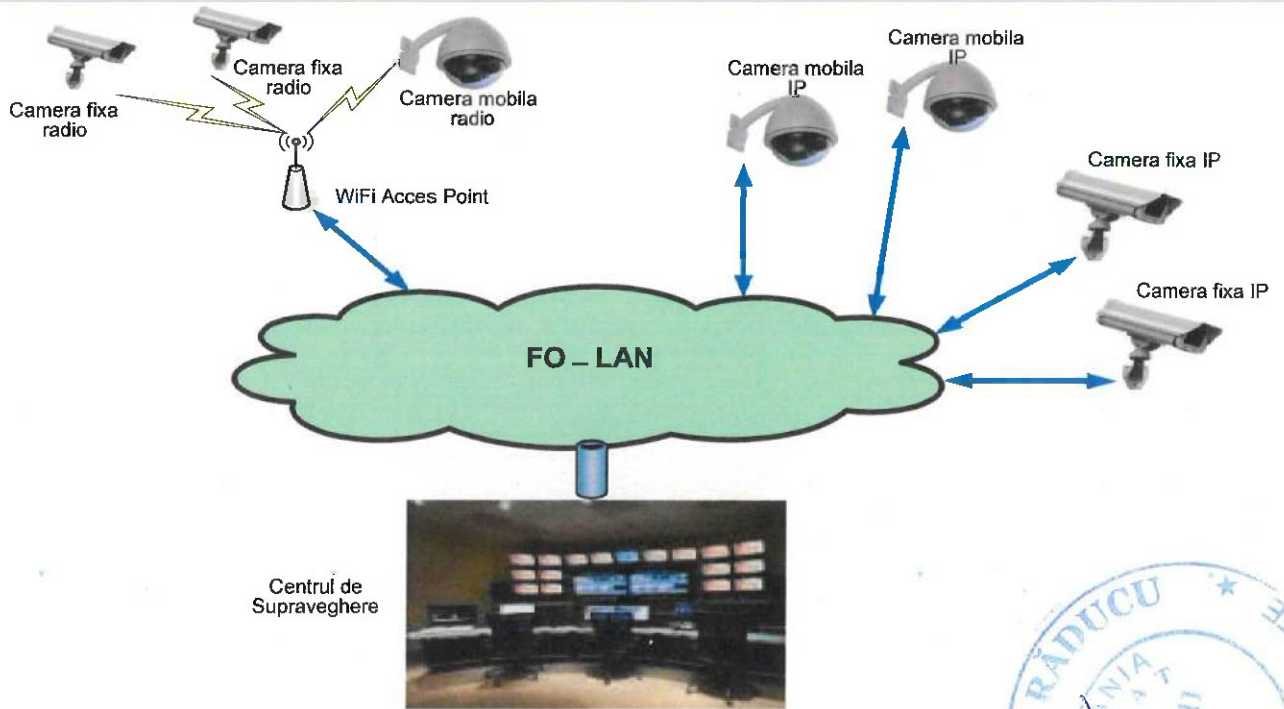 Camera fixa
radio
Camera fixa
radio
Camera mobila
radio
Camera mobila
IP
Camera mobila
IP
Camera fixa IP
Camera fixa IP
WiFi Acces Point
FO _ LAN
Centrul de
Supraveghere
RĂDUCU